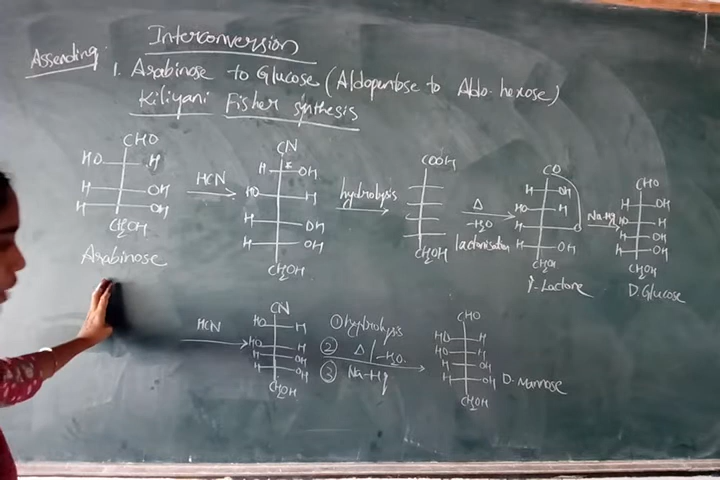 Interconversion
Assending
1. Arabinose to Glucose (Aldopentose to Aldo-hexose)
Kiliyani Fisher synthesis
CHO
HO H
H OH
H OH
CH2OH
Arabinose
HCN
CN
H * OH
HO H
H OH
H OH
CH2OH
hydrolysis
COOH
CH2OH
Δ
-H2O
lactonisation
CO
H OH
HO H
H O
H OH
CH2OH
γ-Lactone
Na-Hg
CHO
H OH
HO H
H OH
H OH
CH2OH
D. Glucose
HCN
CN
HO H
HO H
H OH
H OH
CH2OH
① hydrolysis
② Δ/-H2O.
③ Na-Hg
CHO
HO H
HO H
H OH
H OH
CH2OH
D-mannose